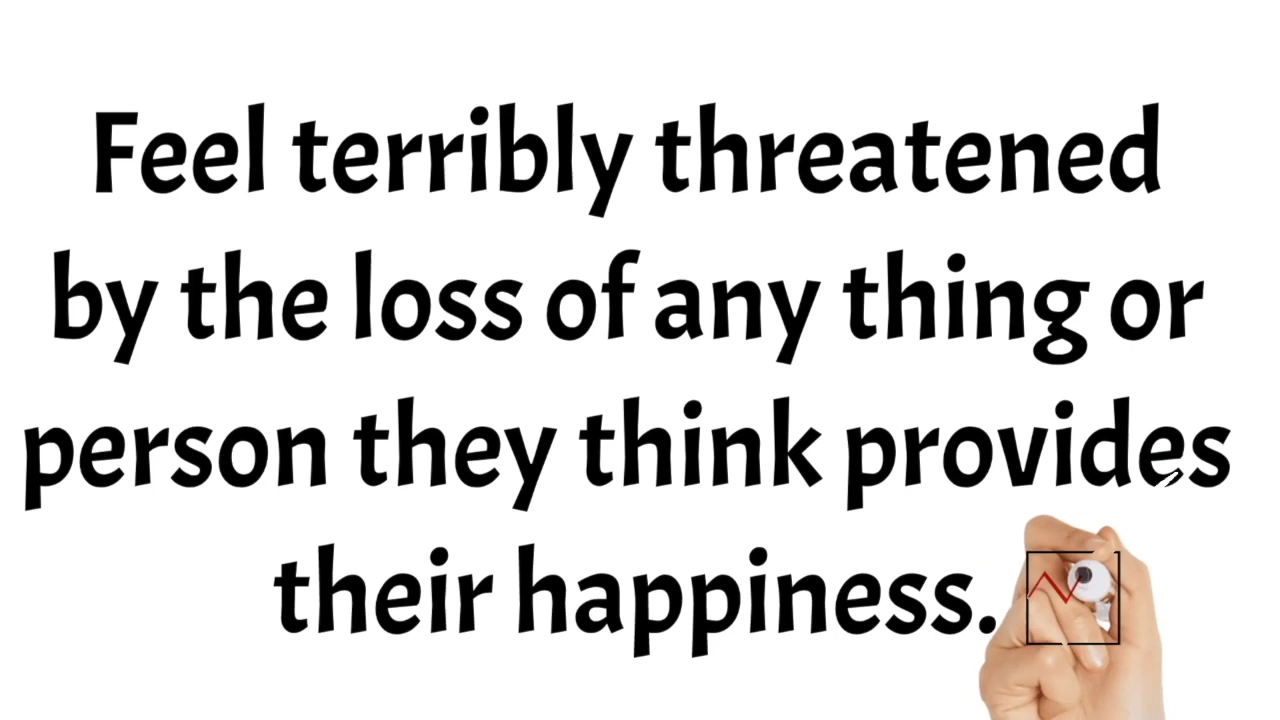 Feel terribly threatened
by the loss of any thing or
person they think provides
their happiness.